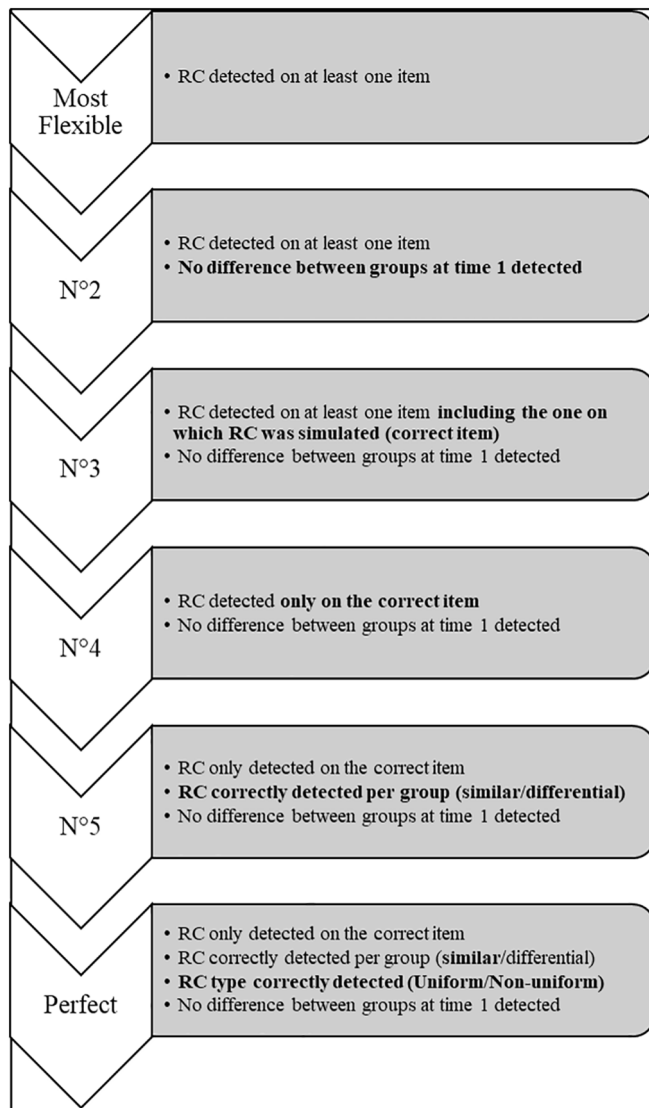 Most
Flexible
• RC detected on at least one item
N°2
• RC detected on at least one item
• No difference between groups at time 1 detected
N°3
• RC detected on at least one item including the one on
which RC was simulated (correct item)
• No difference between groups at time 1 detected
N°4
• RC detected only on the correct item
• No difference between groups at time 1 detected
N°5
• RC only detected on the correct item
• RC correctly detected per group (similar/differential)
• No difference between groups at time 1 detected
Perfect
• RC only detected on the correct item
• RC correctly detected per group (similar/differential)
• RC type correctly detected (Uniform/Non-uniform)
• No difference between groups at time 1 detected